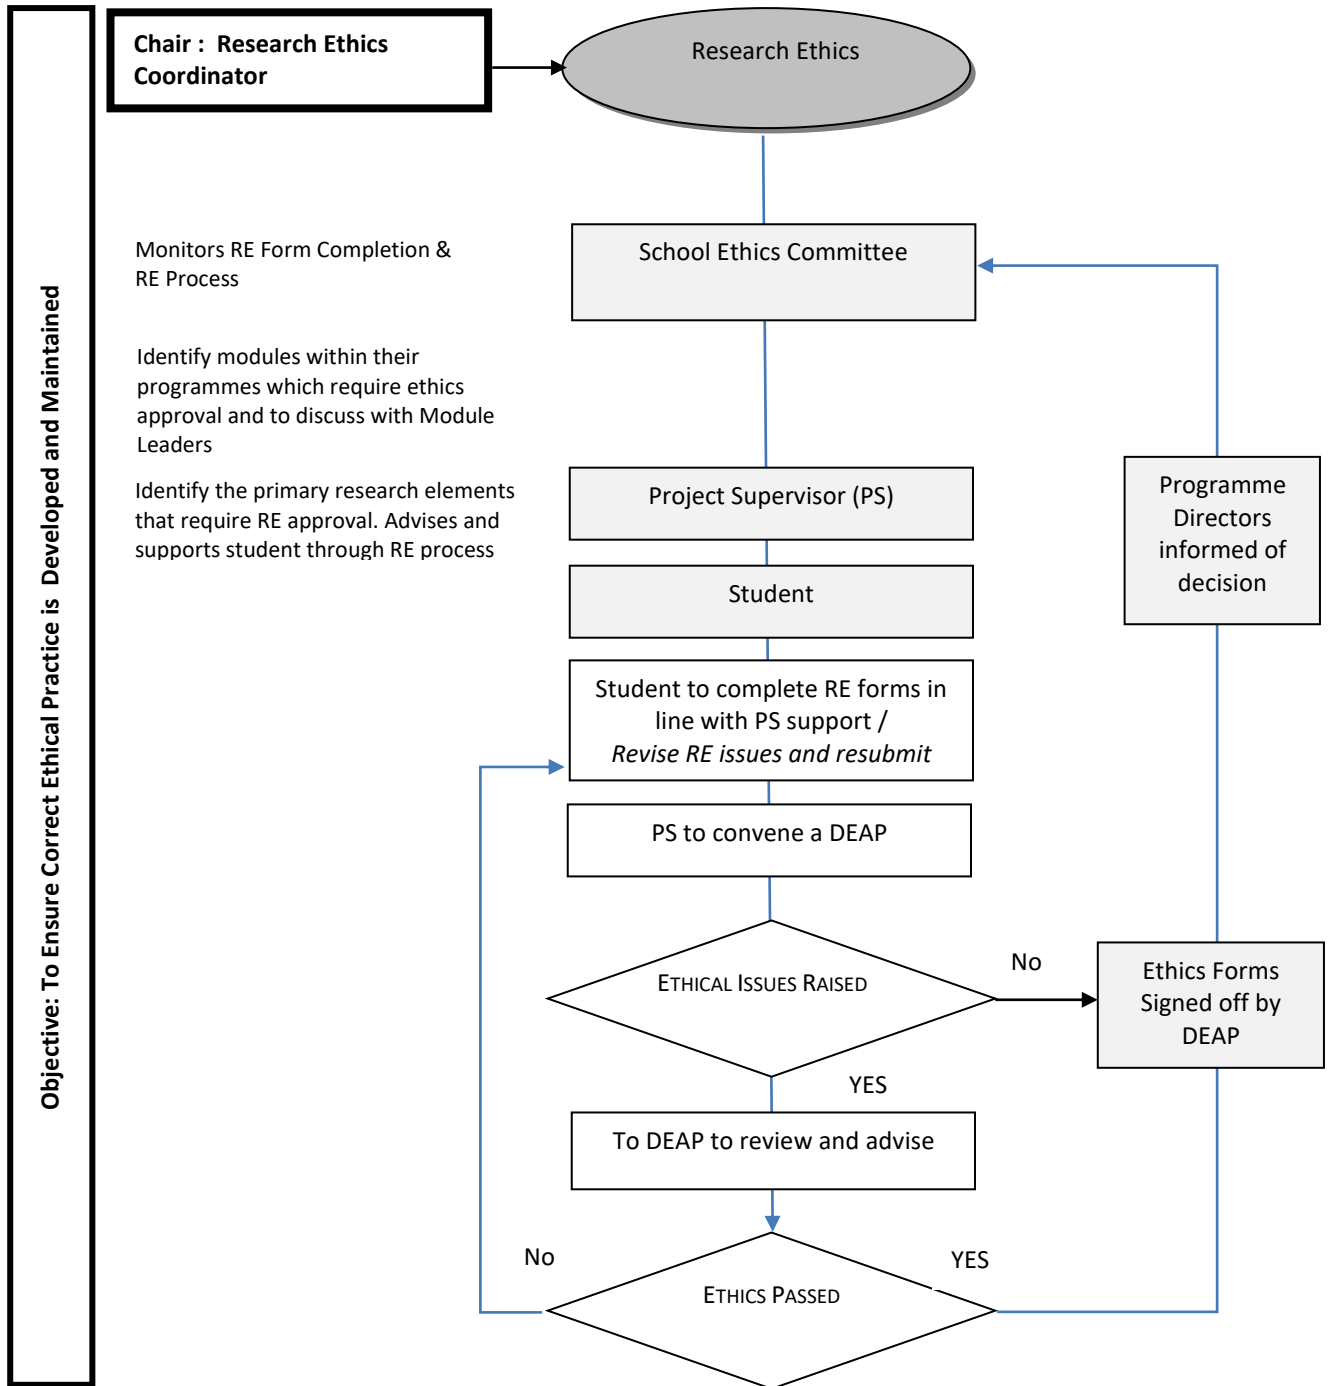 Objective: To Ensure Correct Ethical Practice is Developed and Maintained
Chair : Research Ethics
Coordinator
Research Ethics
Monitors RE Form Completion &
RE Process
School Ethics Committee
Identify modules within their
programmes which require ethics
approval and to discuss with Module
Leaders
Identify the primary research elements
that require RE approval. Advises and
supports student through RE process
Project Supervisor (PS)
Programme
Directors
informed of
decision
Student
Student to complete RE forms in
line with PS support /
Revise RE issues and resubmit
PS to convene a DEAP
ETHICAL ISSUES RAISED
No
Ethics Forms
Signed off by
DEAP
YES
To DEAP to review and advise
No
YES
ETHICS PASSED